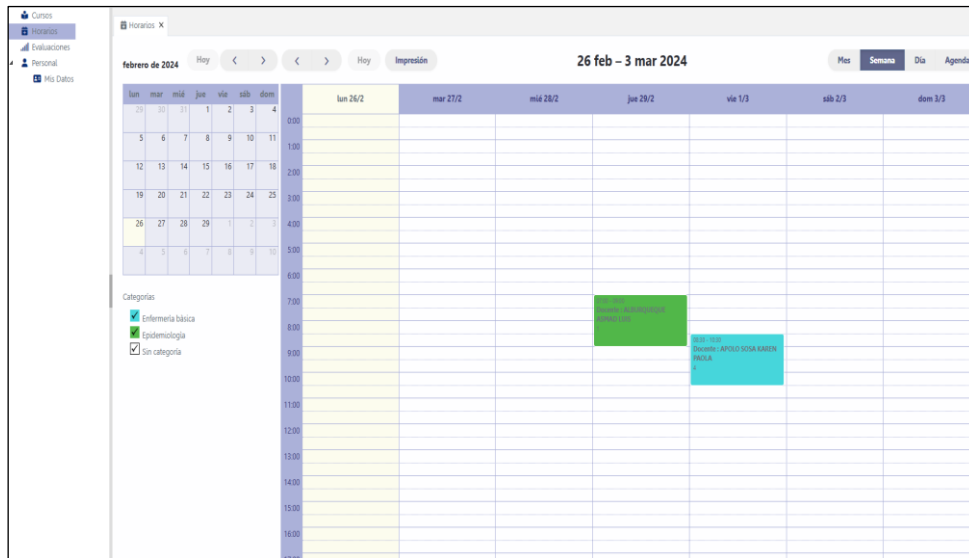 Cursos
Horarios
Evaluaciones
Personal
Mis Datos
Horarios X
febrero de 2024 Hoy < >
< > Hoy Impresión
26 feb – 3 mar 2024
Mes Semana Día Agenda
lun mar mié jue vie sáb dom
29 30 31 1 2 3 4
5 6 7 8 9 10 11
12 13 14 15 16 17 18
19 20 21 22 23 24 25
26 27 28 29 1 2 3
4 5 6 7 8 9 10
Categorías
Enfermería básica
Epidemiología
Sin categoría
lun 26/2 mar 27/2 mié 28/2 jue 29/2 vie 1/3 sáb 2/3 dom 3/3
0:00
1:00
2:00
3:00
4:00
5:00
6:00
7:00
8:00
9:00
10:00
11:00
12:00
13:00
14:00
15:00
16:00
Docente : ALBURQUEQUE
LUIS
Docente : APOLO SOSA KAREN
PAOLA